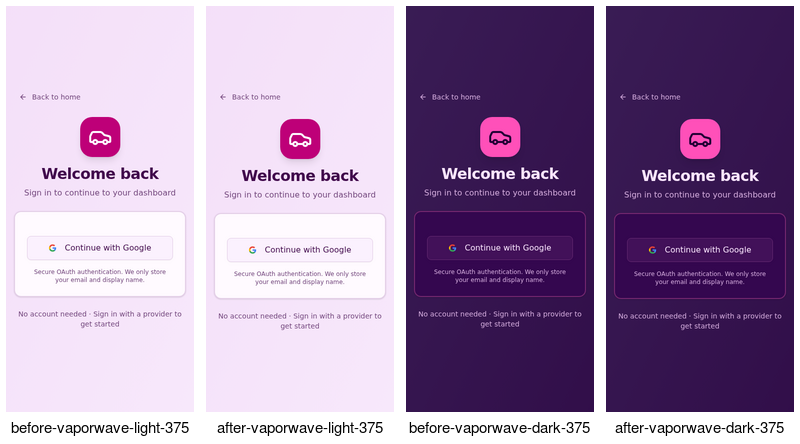 ← Back to home
Welcome back
Sign in to continue to your dashboard
Continue with Google
Secure OAuth authentication. We only store
your email and display name.
No account needed · Sign in with a provider to
get started
before-vaporwave-light-375
← Back to home
Welcome back
Sign in to continue to your dashboard
Continue with Google
Secure OAuth authentication. We only store
your email and display name.
No account needed · Sign in with a provider to
get started
after-vaporwave-light-375
← Back to home
Welcome back
Sign in to continue to your dashboard
Continue with Google
Secure OAuth authentication. We only store
your email and display name.
No account needed · Sign in with a provider to
get started
before-vaporwave-dark-375
← Back to home
Welcome back
Sign in to continue to your dashboard
Continue with Google
Secure OAuth authentication. We only store
your email and display name.
No account needed · Sign in with a provider to
get started
after-vaporwave-dark-375